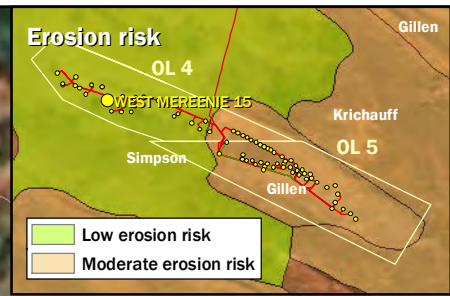 Gillen
Erosion risk
OL 4
WEST MEREENIE 15
Krichauff
OL 5
Simpson
Gillen
Low erosion risk
Moderate erosion risk